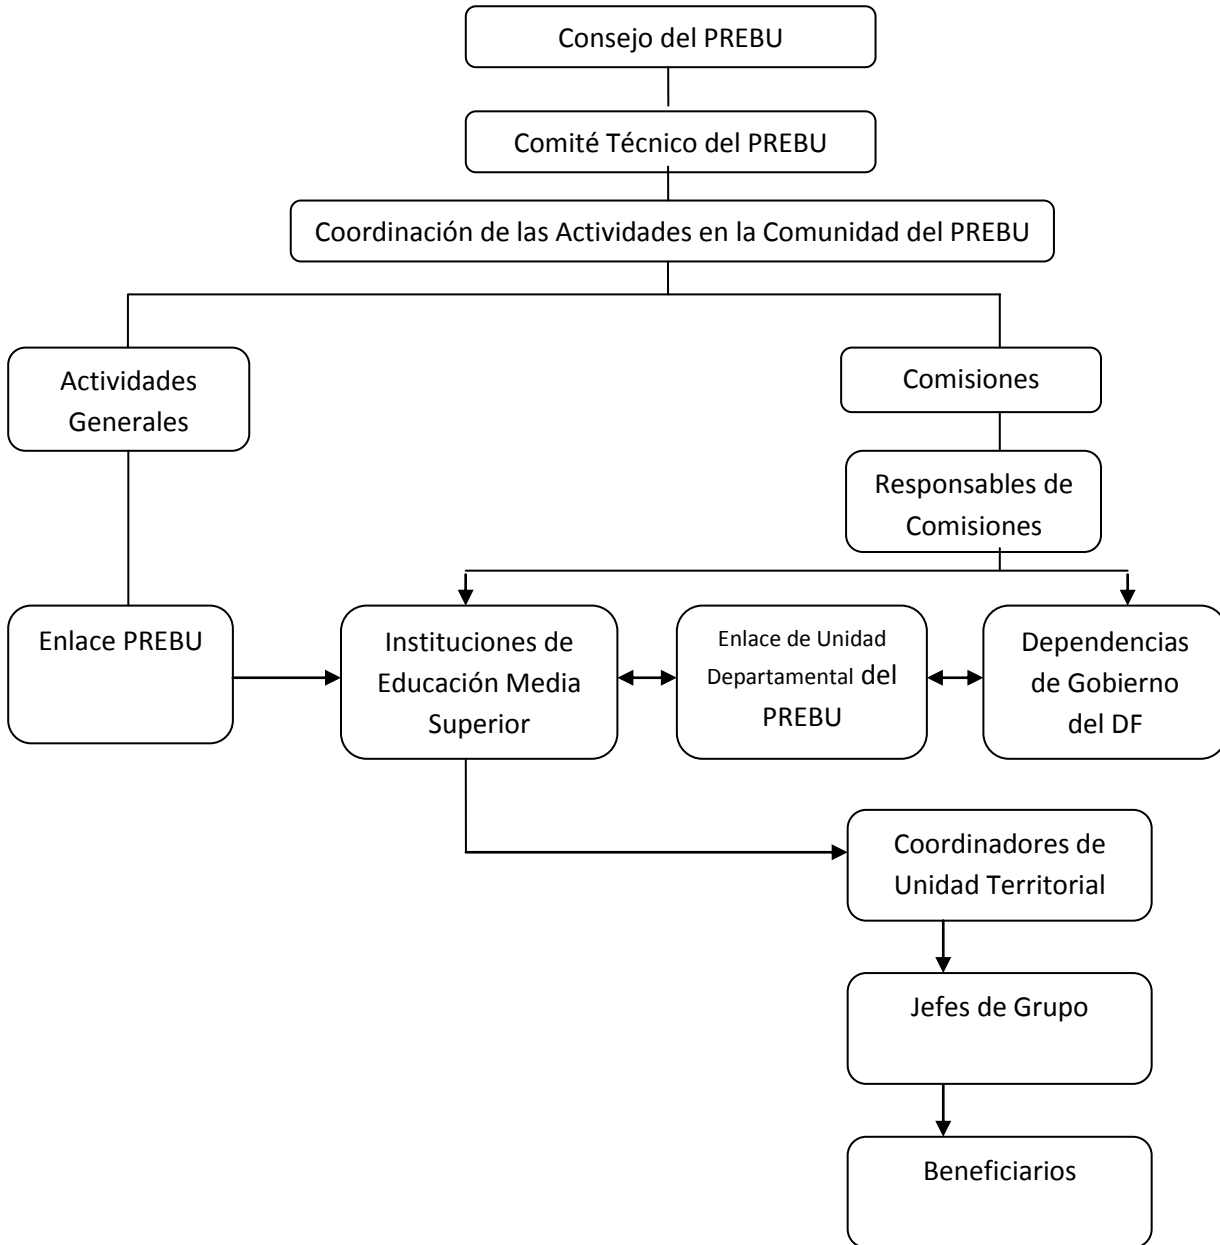 Consejo del PREBU
Comité Técnico del PREBU
Coordinación de las Actividades en la Comunidad del PREBU
Actividades
Generales
Comisiones
Responsables de
Comisiones
Enlace PREBU
Instituciones de
Educación Media
Superior
Enlace de Unidad
Departamental del
PREBU
Dependencias
de Gobierno
del DF
Coordinadores de
Unidad Territorial
Jefes de Grupo
Beneficiarios